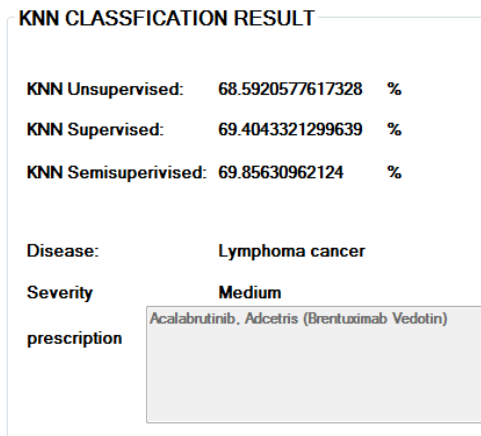 KNN CLASSFICATION RESULT
KNN Unsupervised: 68.5920577617328 %
KNN Supervised: 69.4043321299639 %
KNN Semisuperivised: 69.85630962124 %
Disease: Lymphoma cancer
Severity Medium
prescription Acalabrutinib, Adcetris (Brentuximab Vedotin)